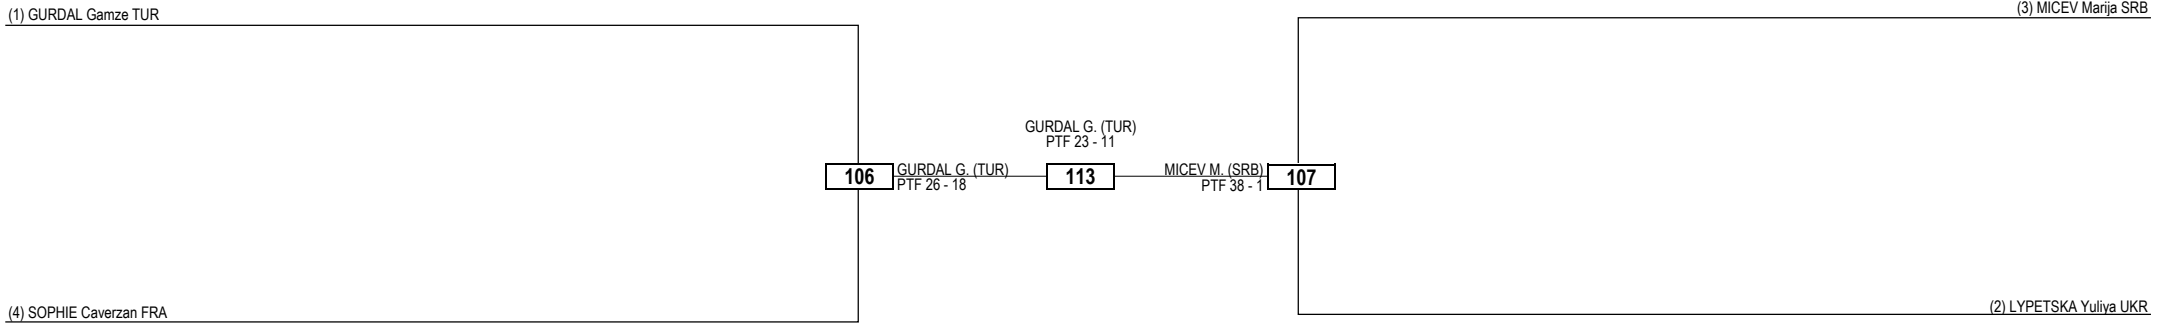 (1) GURDAL Gamze TUR
(3) MICEV Marija SRB
GURDAL G. (TUR)
PTF 23 - 11
106
GURDAL G. (TUR)
PTF 26 - 18
113
MICEV M. (SRB)
PTF 38 - 1
107
(4) SOPHIE Caverzan FRA
(2) LYPETSKA Yuliya UKR